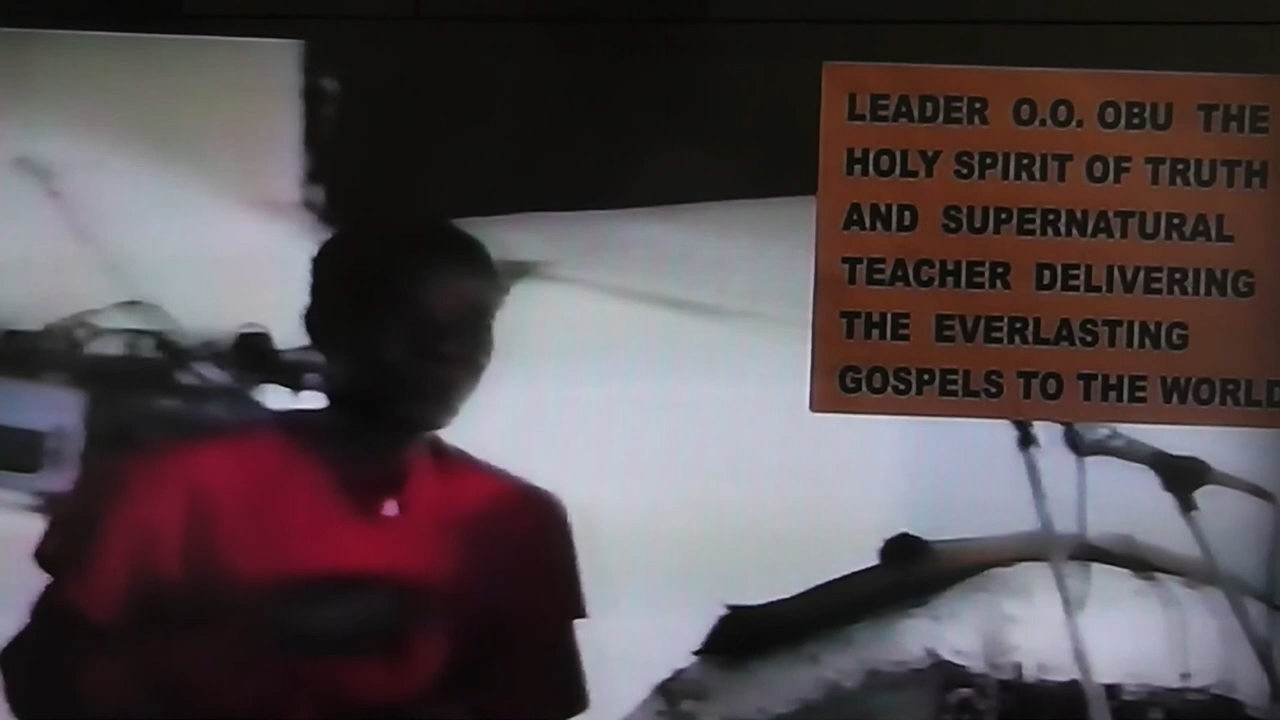 LEADER O.O. OBU THE
HOLY SPIRIT OF TRUTH
AND SUPERNATURAL
TEACHER DELIVERING
THE EVERLASTING
GOSPELS TO THE WORLD